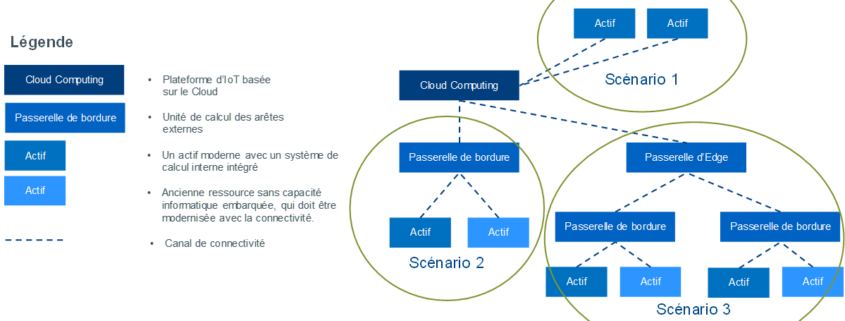 Légende
Cloud Computing
• Plateforme d'IoT basée
sur le Cloud
Passerelle de bordure
• Unité de calcul des arêtes
externes
Actif
• Un actif moderne avec un système de
calcul interne intégré
Actif
• Ancienne ressource sans capacité
informatique embarquée, qui doit être
modernisée avec la connectivité.
• Canal de connectivité
Actif
Actif
Scénario 1
Cloud Computing
Passerelle de bordure
Actif
Actif
Scénario 2
Passerelle d'Edge
Passerelle de bordure
Passerelle de bordure
Actif
Actif
Actif
Actif
Scénario 3